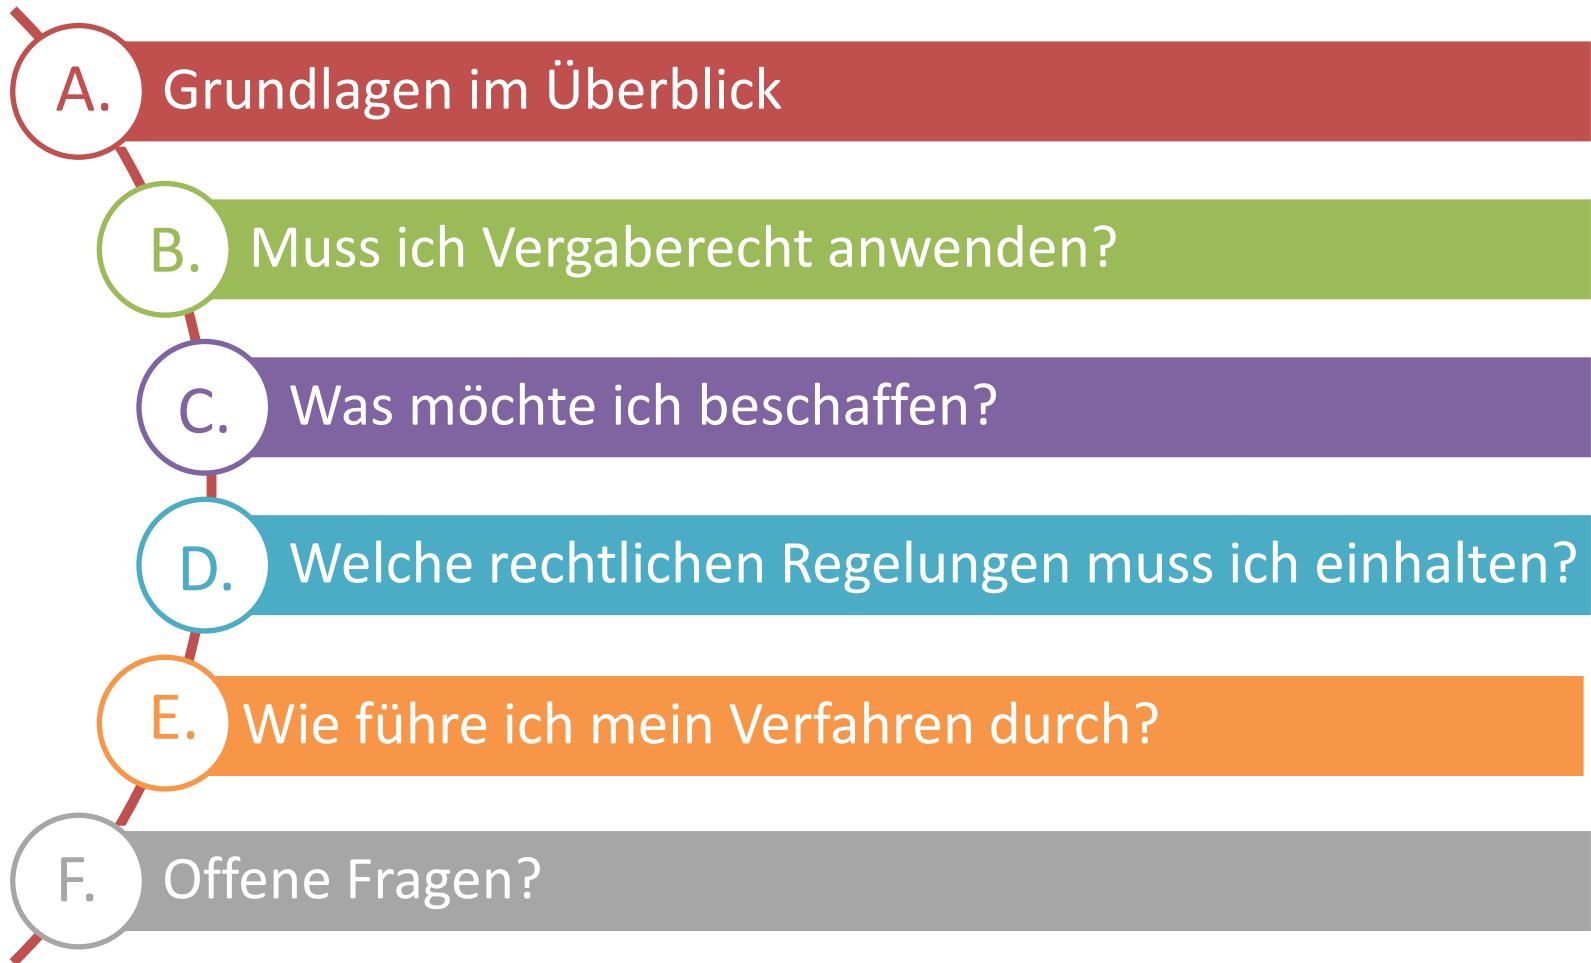 A. Grundlagen im Überblick
B. Muss ich Vergaberecht anwenden?
C. Was möchte ich beschaffen?
D. Welche rechtlichen Regelungen muss ich einhalten?
E. Wie führe ich mein Verfahren durch?
F. Offene Fragen?